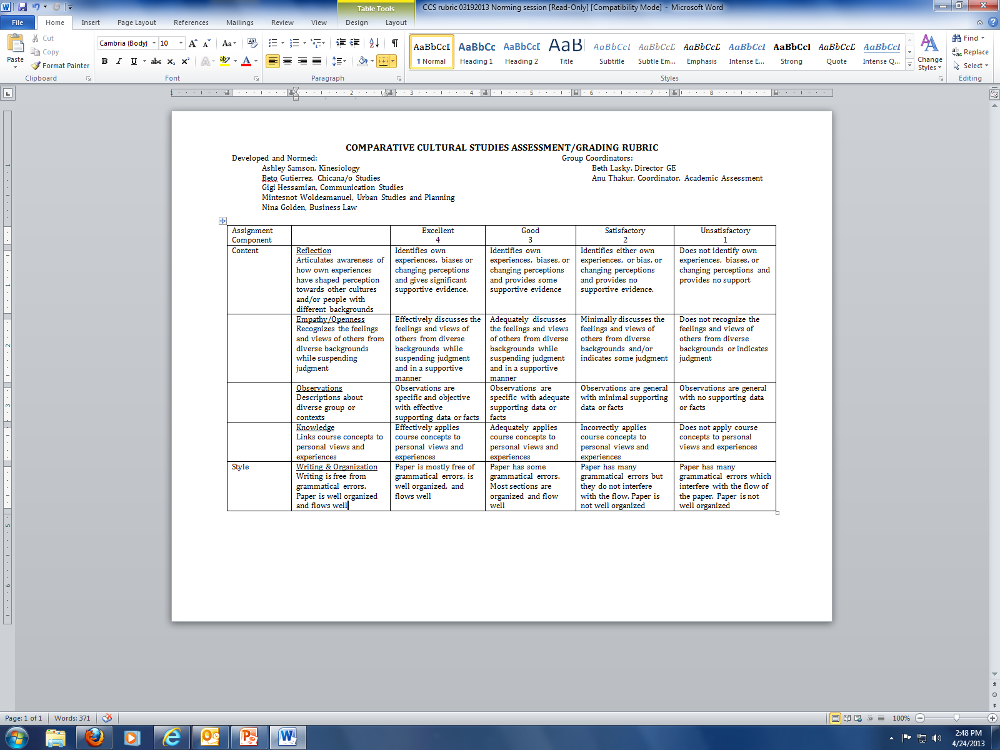 CCS rubric 03192013 Norming session [Read-Only] [Compatibility Mode] - Microsoft Word
Table Tools
File Home Insert Page Layout References Mailings Review View Design Layout
Paste
Cut
Copy
Format Painter
Clipboard
Cambria (Body) 10
Font
Paragraph
AaBbCcI AaBbCc AaBbCcD AaB AaBbCcL AaBbCcD AaBbCcD AaBbCcI AaBbCcI AaBbCcD AaBbCcI
¶ Normal Heading 1 Heading 2 Title Subtitle Subtle Em... Emphasis Intense E... Strong Quote Intense Q...
Styles
Change
Styles
Find
Replace
Select
Editing
1 1 2 3 4 5 6 7 8
COMPARATIVE CULTURAL STUDIES ASSESSMENT/GRADING RUBRIC
Developed and Normed:
Ashley Samson, Kinesiology
Beto Gutierrez, Chicana/o Studies
Gigi Hessamian, Communication Studies
Mintesnot Woldeamanuel, Urban Studies and Planning
Nina Golden, Business Law
Group Coordinators:
Beth Lasky, Director GE
Anu Thakur, Coordinator, Academic Assessment
Assignment
Component
Excellent
4
Good
3
Satisfactory
2
Unsatisfactory
1
Content
Reflection
Articulates awareness of
how own experiences
have shaped perception
towards other cultures
and/or people with
different backgrounds
Identifies own
experiences, biases or
changing perceptions
and gives significant
supportive evidence.
Identifies own
experiences, biases, or
changing perceptions
and provides some
supportive evidence
Identifies either own
experiences, or bias, or
changing perceptions
and provides no
supportive evidence.
Does not identify own
experiences, biases, or
changing perceptions and
provides no support
Empathy/Openness
Recognizes the feelings
and views of others from
diverse backgrounds
while suspending
judgment
Effectively discusses the
feelings and views of
others from diverse
backgrounds while
suspending judgment
and in a supportive
manner
Adequately discusses
the feelings and views
of others from diverse
backgrounds while
suspending judgment
and in a supportive
manner
Minimally discusses the
feelings and views of
others from diverse
backgrounds and/or
indicates some judgment
Does not recognize the
feelings and views of
others from diverse
backgrounds or indicates
judgment
Observations
Descriptions about
diverse group or
contexts
Observations are
specific and objective
with effective
supporting data or facts
Observations are
specific with adequate
supporting data or
facts
Observations are general
with minimal supporting
data or facts
Observations are general
with no supporting data
or facts
Knowledge
Links course concepts to
personal views and
experiences
Effectively applies
course concepts to
personal views and
experiences
Adequately applies
course concepts to
personal views and
experiences
Incorrectly applies
course concepts to
personal views and
experiences
Does not apply course
concepts to personal
views and experiences
Style
Writing & Organization
Writing is free from
grammatical errors.
Paper is well organized
and flows well
Paper is mostly free of
grammatical errors, is
well organized, and
flows well
Paper has some
grammatical errors.
Most sections are
organized and flow
well
Paper has many
grammatical errors but
they do not interfere
with the flow. Paper is
not well organized
Paper has many
grammatical errors which
interfere with the flow of
the paper. Paper is not
well organized
Page: 1 of 1 Words: 371 100%
2:48 PM
4/24/2013